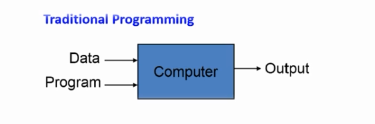 Traditional Programming
Data
Program
Computer
Output